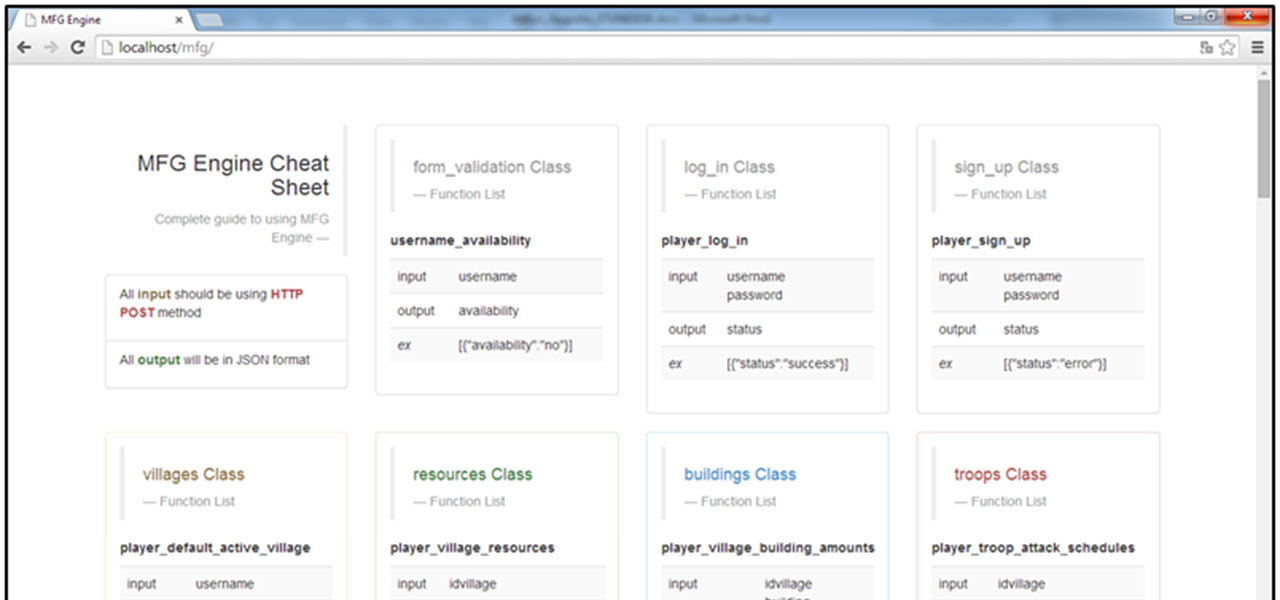 MFG Engine
localhost/mfg/
MFG Engine Cheat
Sheet
Complete guide to using MFG
Engine —
All input should be using HTTP
POST method
All output will be in JSON format
form_validation Class
— Function List
username_availability
input username
output availability
ex [{"availability":"no"}]
log_in Class
— Function List
player_log_in
input username
password
output status
ex [{"status":"success"}]
sign_up Class
— Function List
player_sign_up
input username
password
output status
ex [{"status":"error"}]
villages Class
— Function List
player_default_active_village
input username
resources Class
— Function List
player_village_resources
input idvillage
buildings Class
— Function List
player_village_building_amounts
input idvillage
troops Class
— Function List
player_troop_attack_schedules
input idvillage